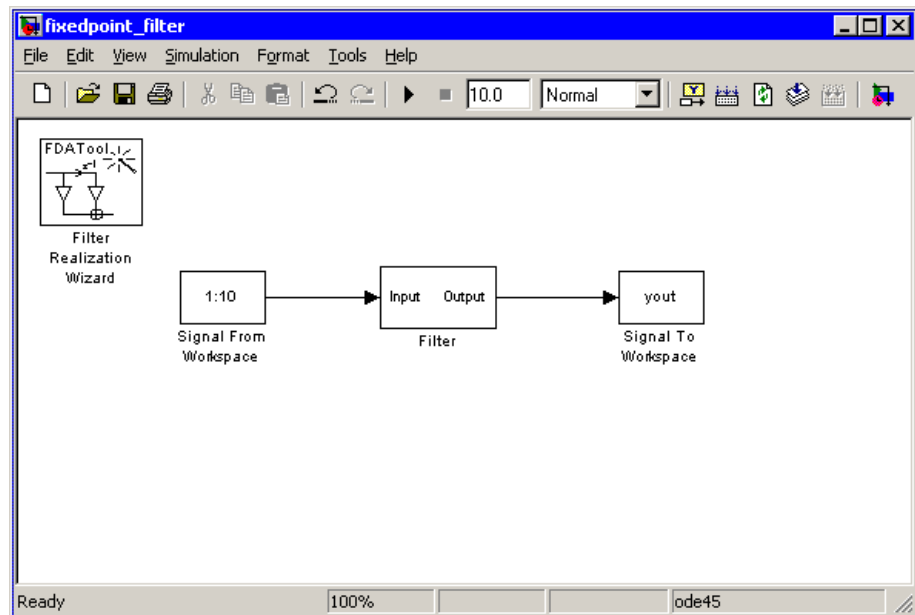 fixedpoint_filter
File Edit View Simulation Format Tools Help
10.0 Normal
FDATool
z-1
Filter
Realization
Wizard
1:10
Signal From
Workspace
Input Output
Filter
yout
Signal To
Workspace
Ready 100% ode45